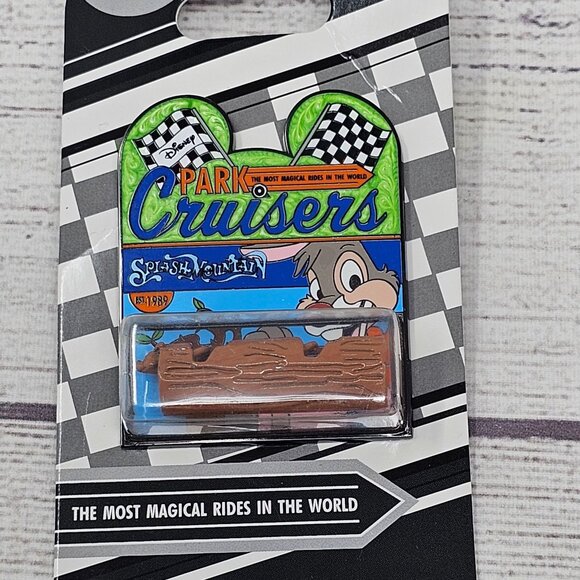 Disney
PARK THE MOST MAGICAL RIDES IN THE WORLD
Cruisers
SPLASH MOUNTAIN
EST. 1989
THE MOST MAGICAL RIDES IN THE WORLD